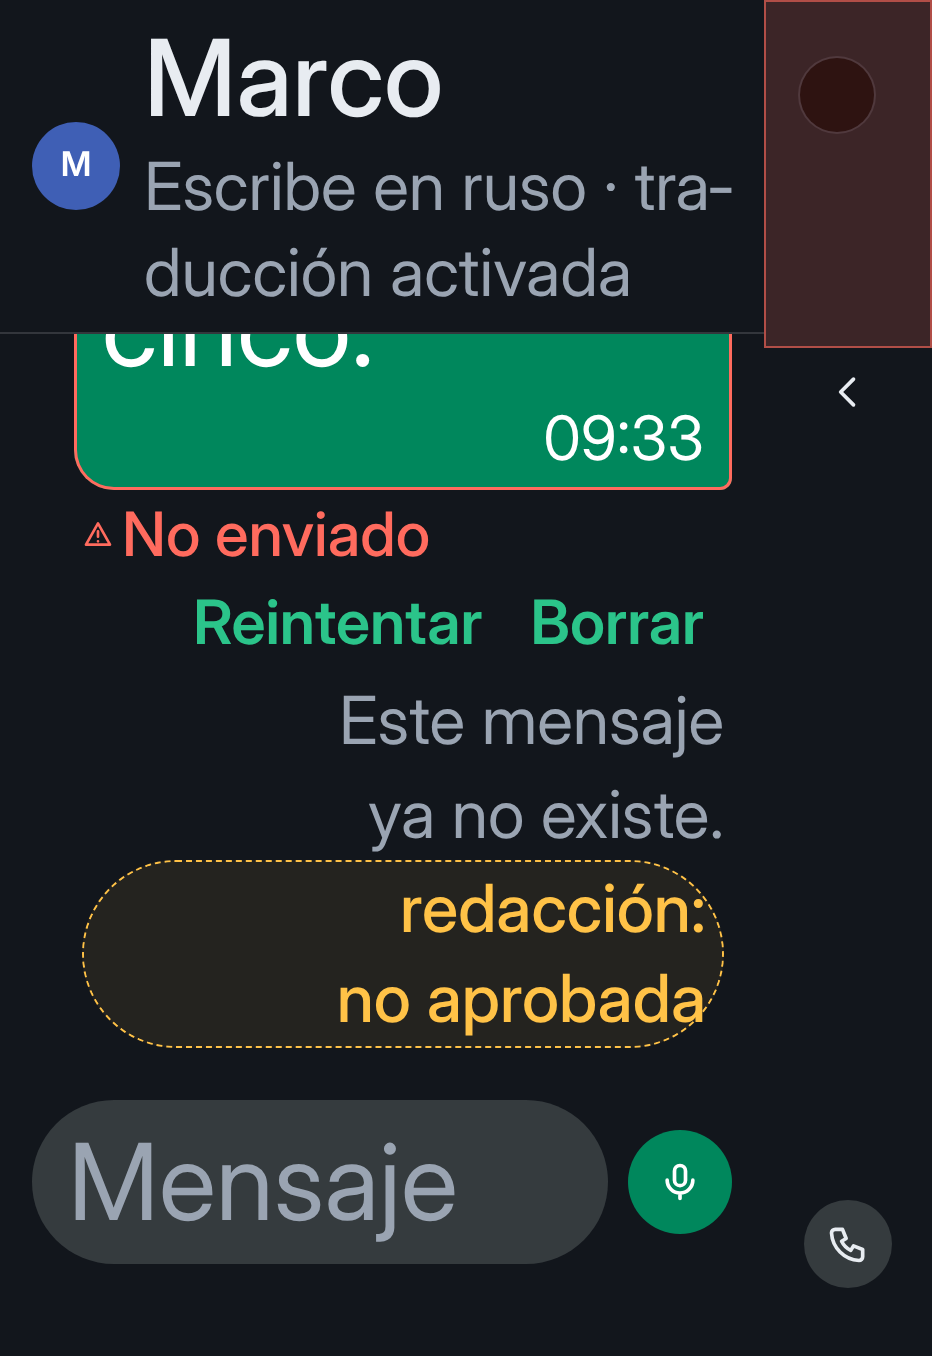 Marco
M
Escribe en ruso · tra-
ducción activada
cinco.
09:33
No enviado
Reintentar Borrar
Este mensaje
ya no existe.
redacción:
no aprobada
Mensaje